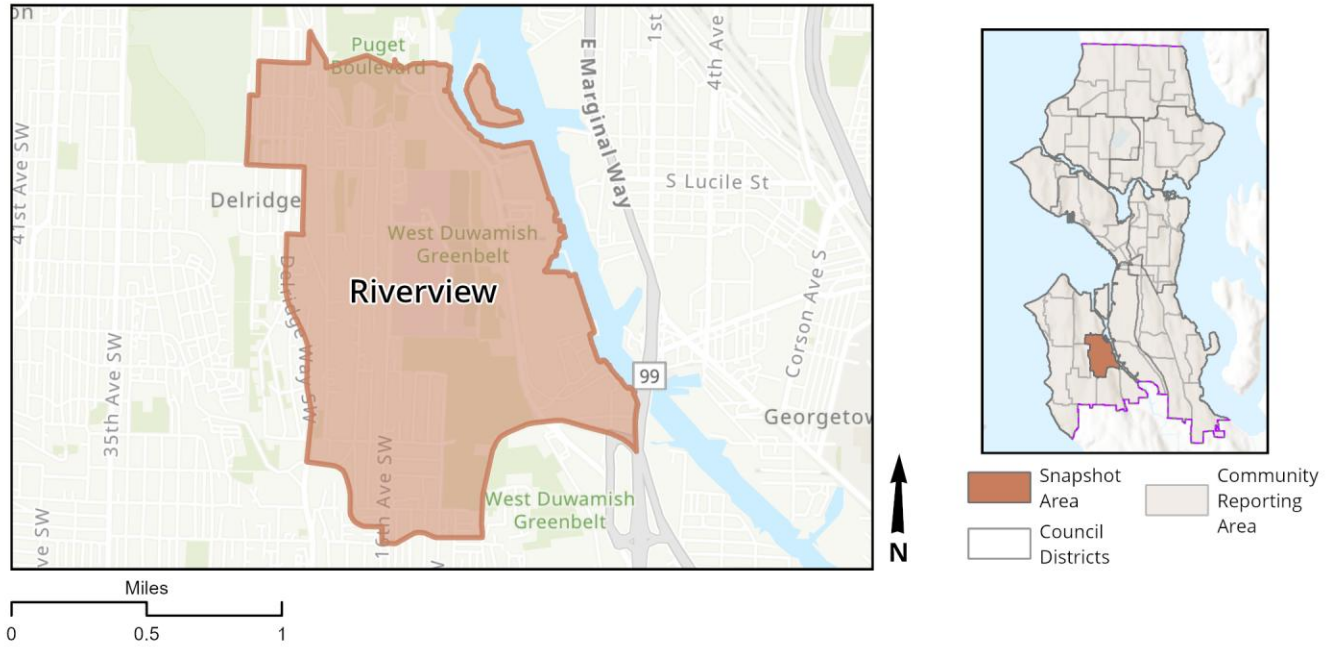 on
Puget
Boulevard
E Marginal Way
1st
4th Ave
41st Ave SW
S Lucile St
Delridge
West Duwamish
Greenbelt
Riverview
Delridge Way SW
Corson Ave S
35th Ave SW
99
Georgetow
16th Ave SW
West Duwamish
Greenbelt
ve SW
W
N
Miles
0 0.5 1
Snapshot
Area
Council
Districts
Community
Reporting
Area